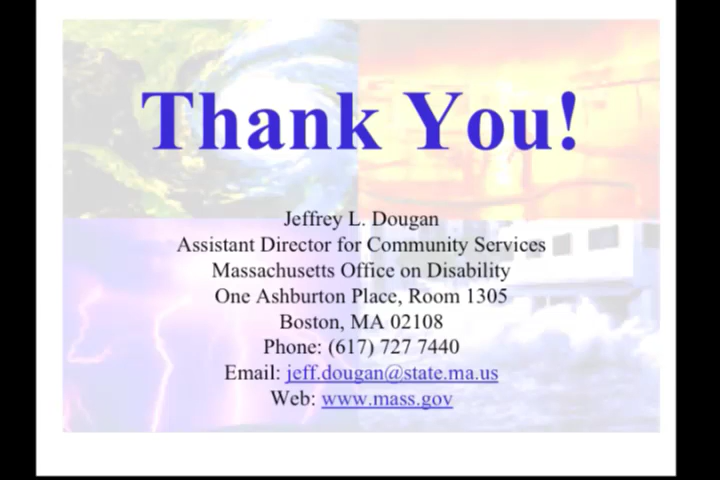 Thank You!
Jeffrey L. Dougan
Assistant Director for Community Services
Massachusetts Office on Disability
One Ashburton Place, Room 1305
Boston, MA 02108
Phone: (617) 727 7440
Email: jeff.dougan@state.ma.us
Web: www.mass.gov